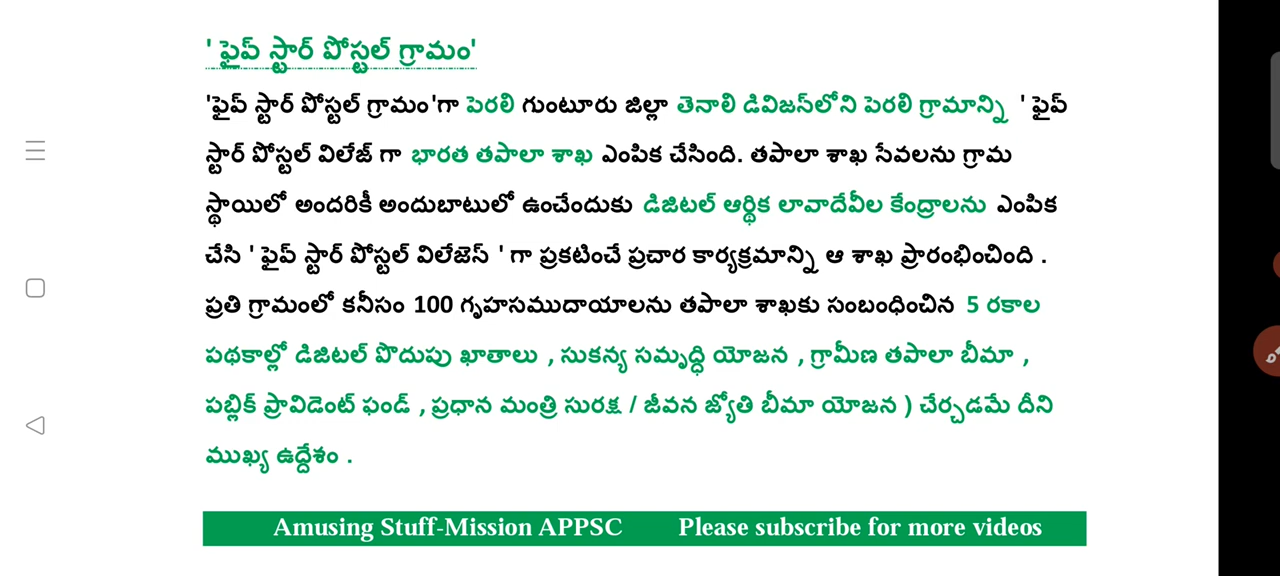 ' ఫైవ్ స్టార్ పోస్టల్ గ్రామం'
'ఫైవ్ స్టార్ పోస్టల్ గ్రామం'గా పెరలి గుంటూరు జిల్లా తెనాలి డివిజన్‌లోని పెరలి గ్రామాన్ని ' ఫైవ్
స్టార్ పోస్టల్ విలేజ్ గా భారత తపాలా శాఖ ఎంపిక చేసింది. తపాలా శాఖ సేవలను గ్రామ
స్థాయిలో అందరికీ అందుబాటులో ఉంచేందుకు డిజిటల్ ఆర్థిక లావాదేవీల కేంద్రాలను ఎంపిక
చేసి ' ఫైవ్ స్టార్ పోస్టల్ విలేజెస్ ' గా ప్రకటించే ప్రచార కార్యక్రమాన్ని ఆ శాఖ ప్రారంభించింది .
ప్రతి గ్రామంలో కనీసం 100 గృహసముదాయాలను తపాలా శాఖకు సంబంధించిన 5 రకాల
పథకాల్లో డిజిటల్ పొదుపు ఖాతాలు , సుకన్య సమృద్ధి యోజన , గ్రామీణ తపాలా బీమా ,
పబ్లిక్ ప్రావిడెంట్ ఫండ్ , ప్రధాన మంత్రి సురక్ష / జీవన జ్యోతి బీమా యోజన ) చేర్చడమే దీని
ముఖ్య ఉద్దేశం .
Amusing Stuff-Mission APPSC Please subscribe for more videos